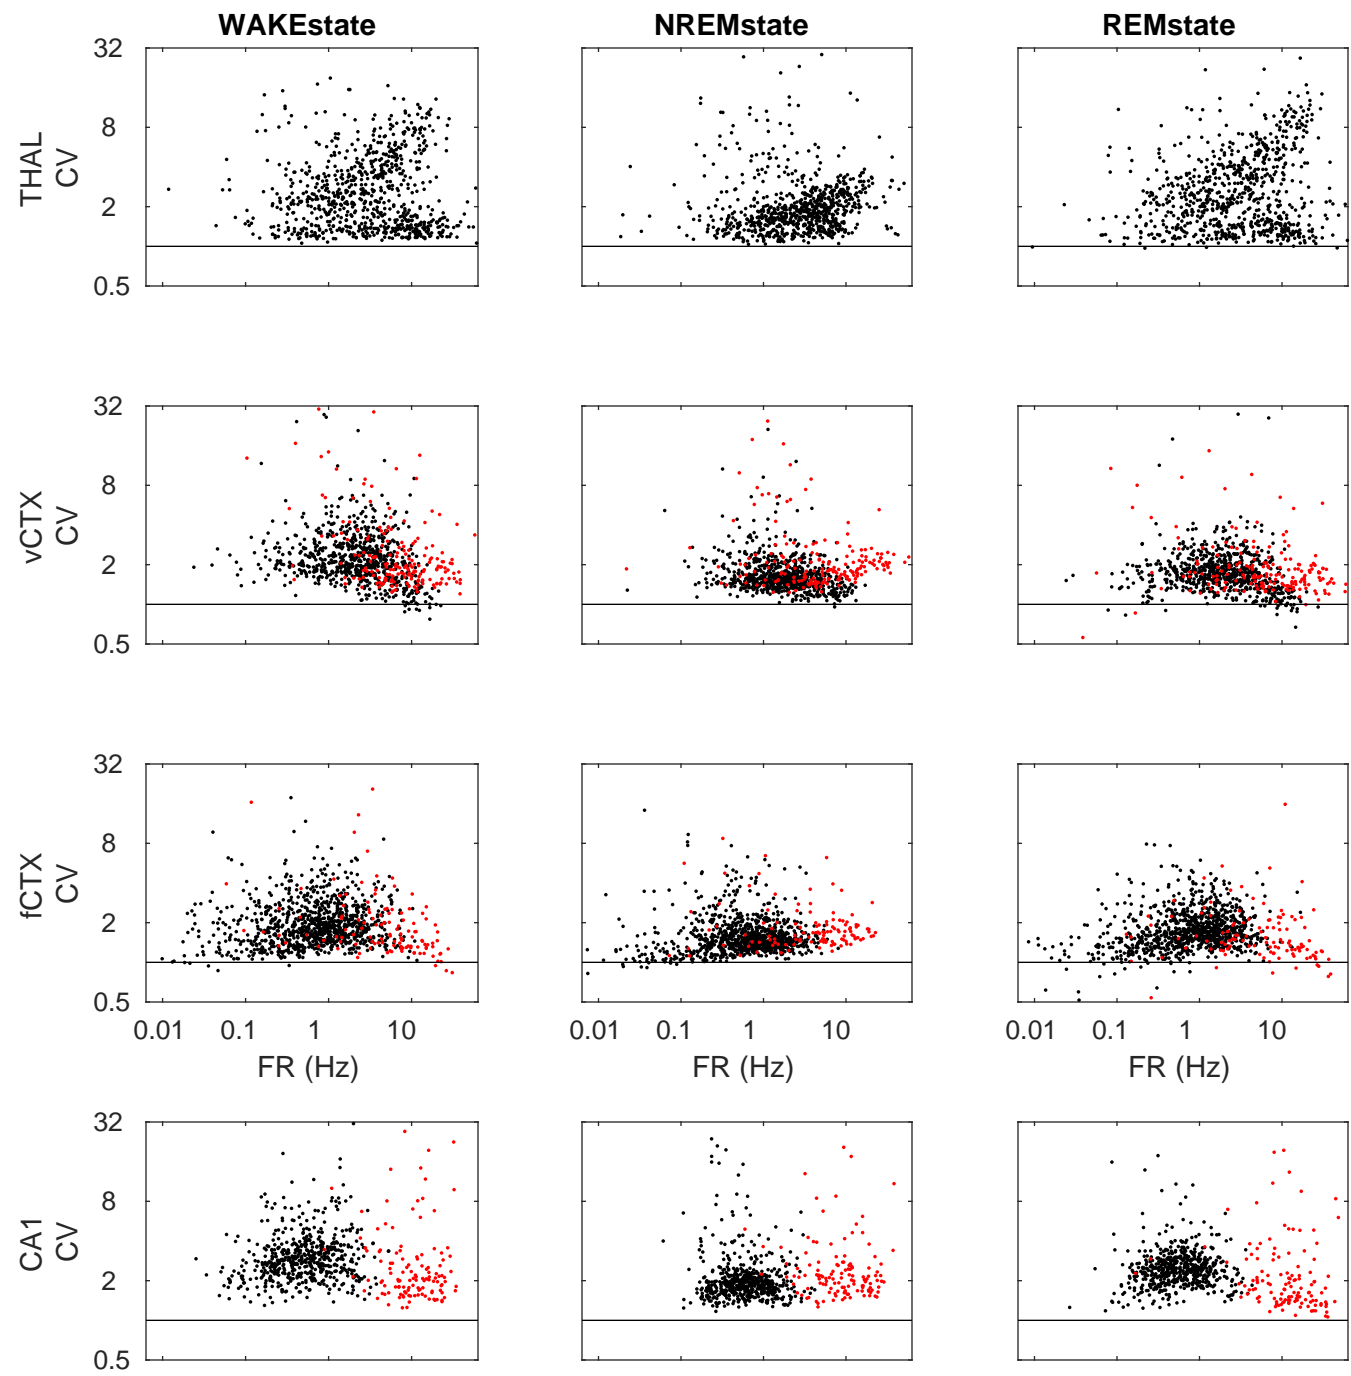 WAKEstate NREMstate REMstate
THAL
CV
32
8
2
0.5
vCTX
CV
32
8
2
0.5
fCTX
CV
32
8
2
0.5
0.01 0.1 1 10 0.01 0.1 1 10 0.01 0.1 1 10
FR (Hz) FR (Hz) FR (Hz)
CA1
CV
32
8
2
0.5